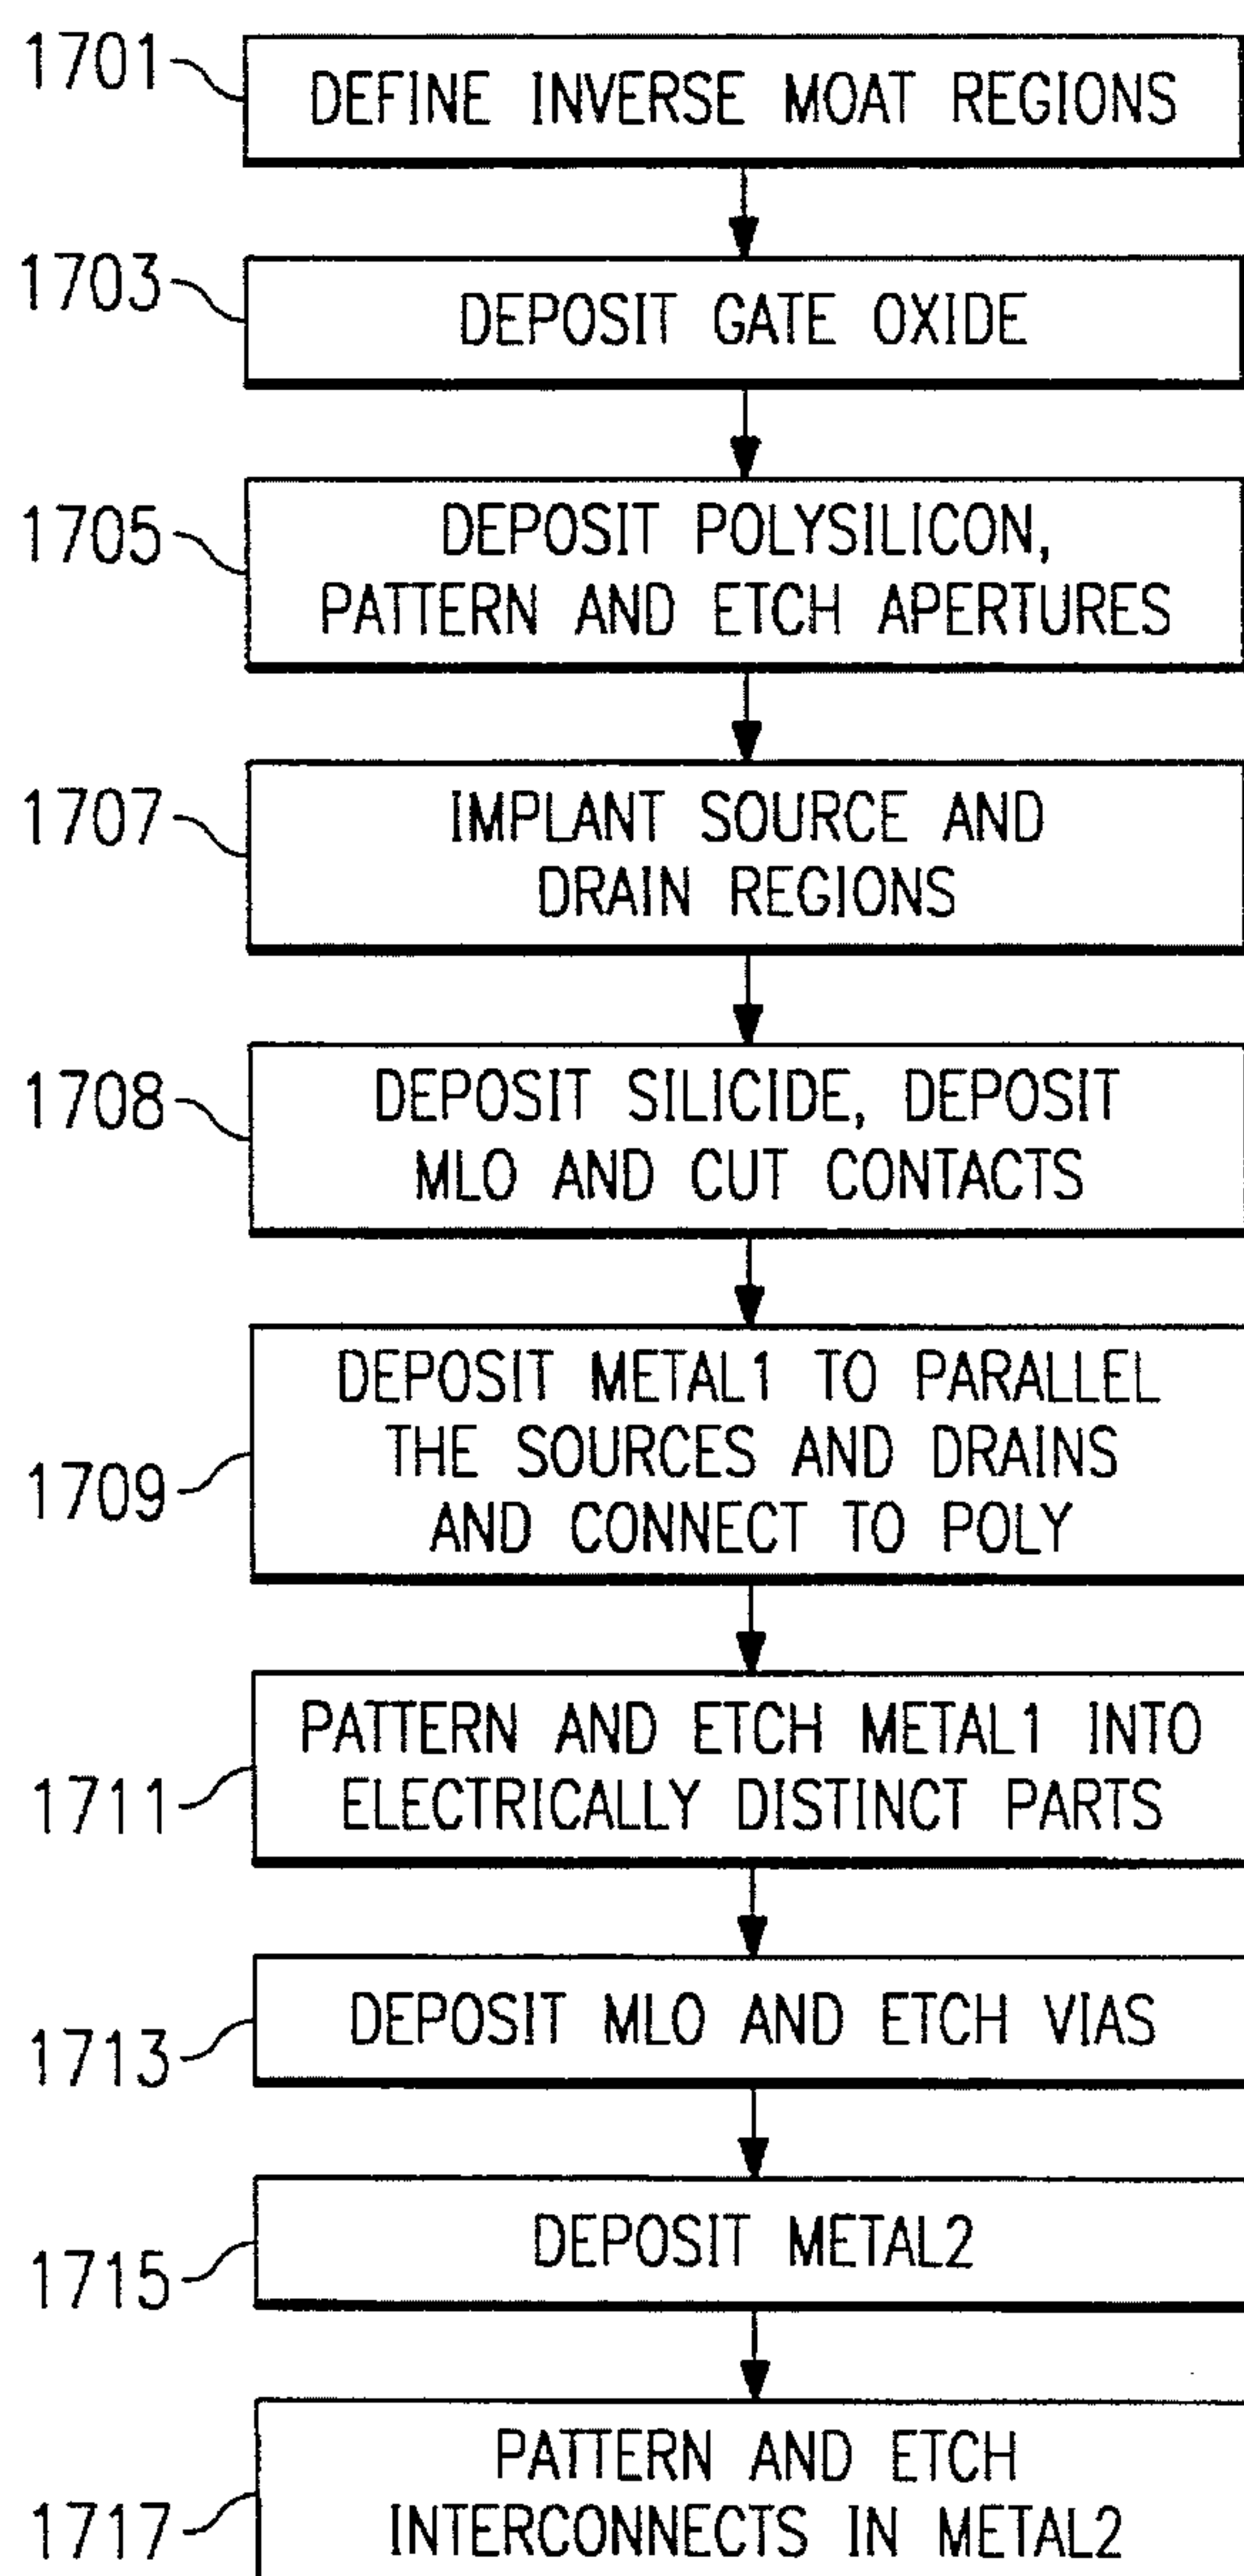 1701
DEFINE INVERSE MOAT REGIONS
1703
DEPOSIT GATE OXIDE
1705
DEPOSIT POLYSILICON,
PATTERN AND ETCH APERTURES
1707
IMPLANT SOURCE AND
DRAIN REGIONS
1708
DEPOSIT SILICIDE, DEPOSIT
MLO AND CUT CONTACTS
1709
DEPOSIT METAL1 TO PARALLEL
THE SOURCES AND DRAINS
AND CONNECT TO POLY
1711
PATTERN AND ETCH METAL1 INTO
ELECTRICALLY DISTINCT PARTS
1713
DEPOSIT MLO AND ETCH VIAS
1715
DEPOSIT METAL2
1717
PATTERN AND ETCH
INTERCONNECTS IN METAL2